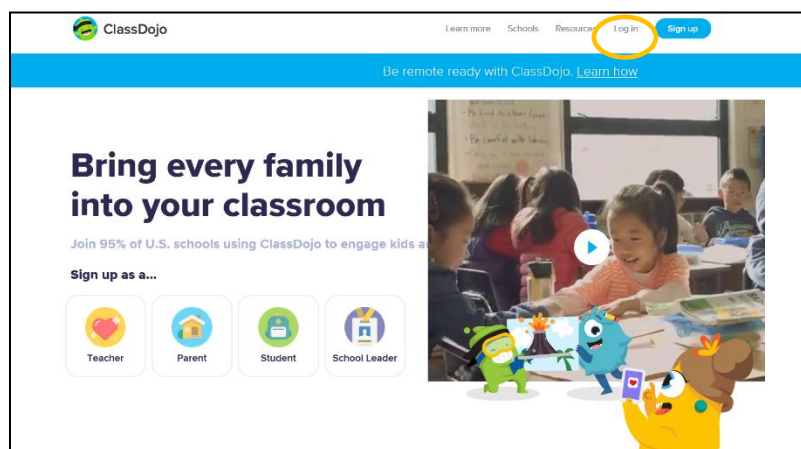 ClassDojo
Learn more Schools Resources Log in Sign up
Be remote ready with ClassDojo. Learn how
Bring every family
into your classroom
Join 95% of U.S. schools using ClassDojo to engage kids
Sign up as a...
Teacher Parent Student School Leader